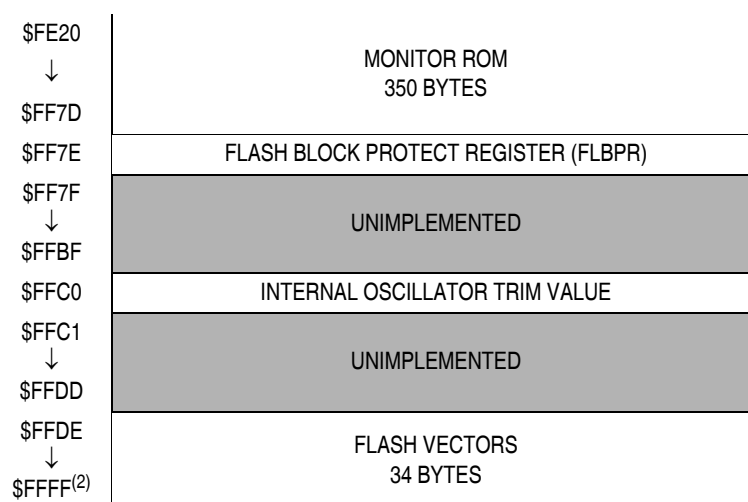 $FE20
↓
$FF7D
MONITOR ROM
350 BYTES
$FF7E
FLASH BLOCK PROTECT REGISTER (FLBPR)
$FF7F
↓
$FFBF
UNIMPLEMENTED
$FFC0
INTERNAL OSCILLATOR TRIM VALUE
$FFC1
↓
$FFDD
UNIMPLEMENTED
$FFDE
↓
$FFFF(2)
FLASH VECTORS
34 BYTES